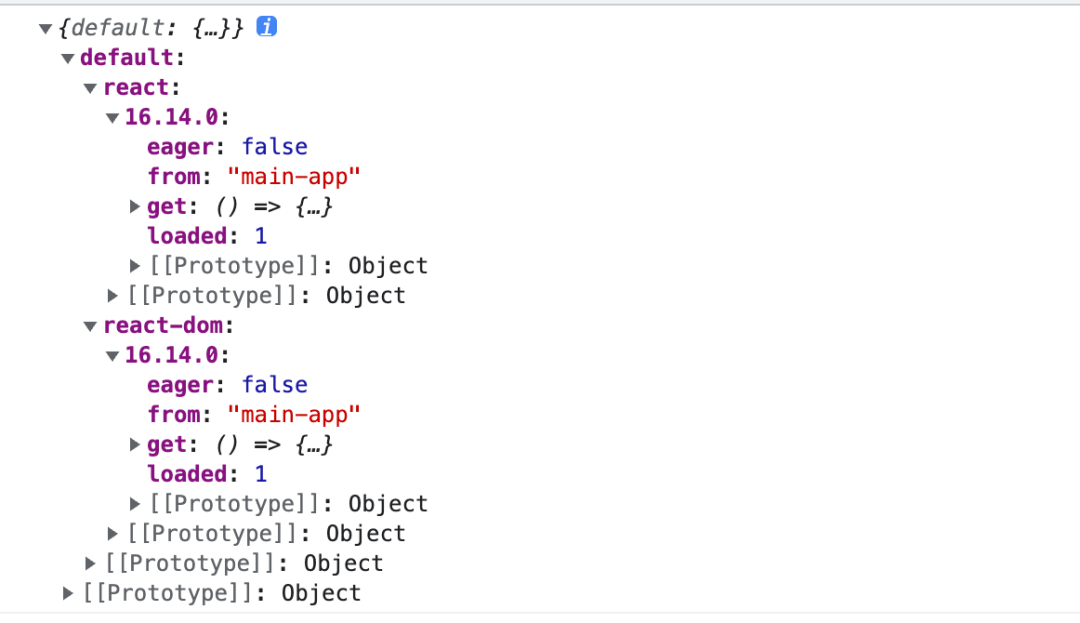 ▼{default: {…}} i
▼default:
▼react:
▼16.14.0:
eager: false
from: "main-app"
▶get: () => {…}
loaded: 1
▶[[Prototype]]: Object
▶[[Prototype]]: Object
▼react-dom:
▼16.14.0:
eager: false
from: "main-app"
▶get: () => {…}
loaded: 1
▶[[Prototype]]: Object
▶[[Prototype]]: Object
▶[[Prototype]]: Object
▶[[Prototype]]: Object